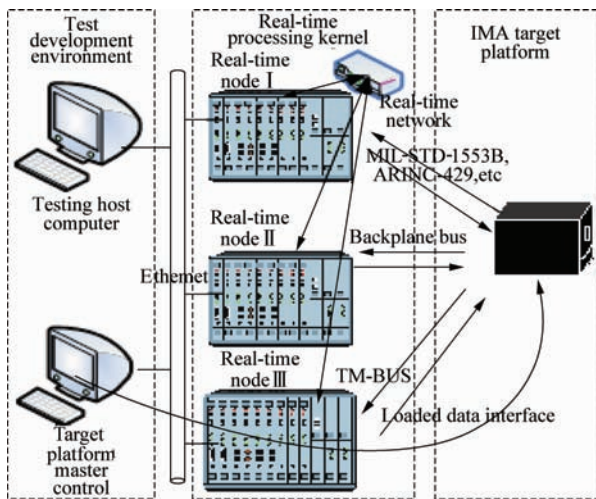 Test
development
environment
Testing host
computer
Target
platform
master
control
Ethemet
Real-time
processing kernel
Real-time
node Ⅰ
Real-time
network
MIL-STD-1553B,
ARINC-429,etc
Real-time
node Ⅱ
Backplane bus
Real-time
node Ⅲ
TM-BUS
Loaded data interface
IMA target
platform